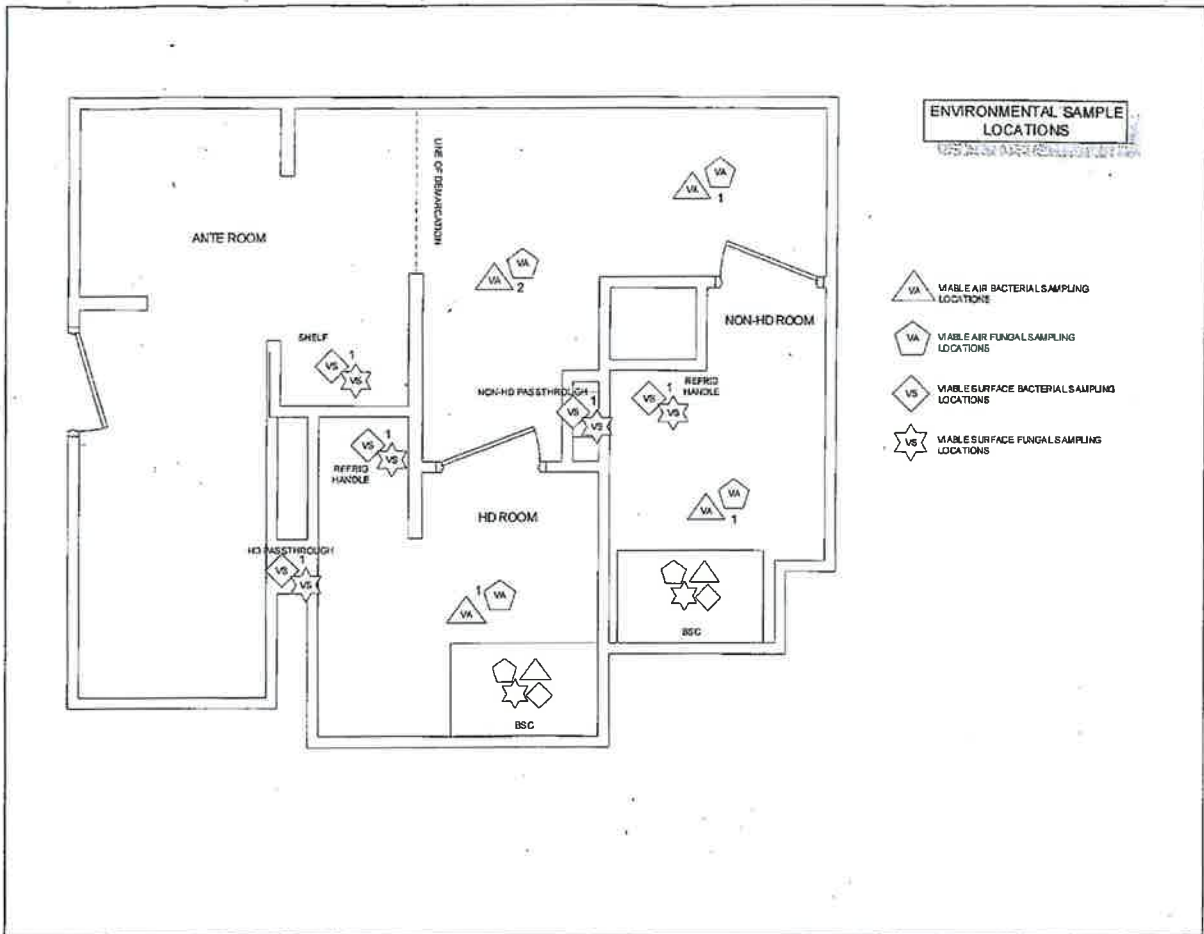 ENVIRONMENTAL SAMPLE
LOCATIONS
LINE OF DEMARCATION
ANTE ROOM
VA
VA
1
VA
VA
2
NON-HD ROOM
SHELF
1
VS
VS
NON-HD PASSTHROUGH
1
VS
VS
REFRIG
HANDLE
1
VS
VS
1
VS
VS
REFRIG
HANDLE
HD ROOM
VA
VA
1
HD PASSTHROUGH
1
VS
VS
1
VA
VA
BSC
BSC
VA
VIABLE AIR BACTERIAL SAMPLING
LOCATIONS
VA
VIABLE AIR FUNGAL SAMPLING
LOCATIONS
VS
VIABLE SURFACE BACTERIAL SAMPLING
LOCATIONS
VS
VIABLE SURFACE FUNGAL SAMPLING
LOCATIONS